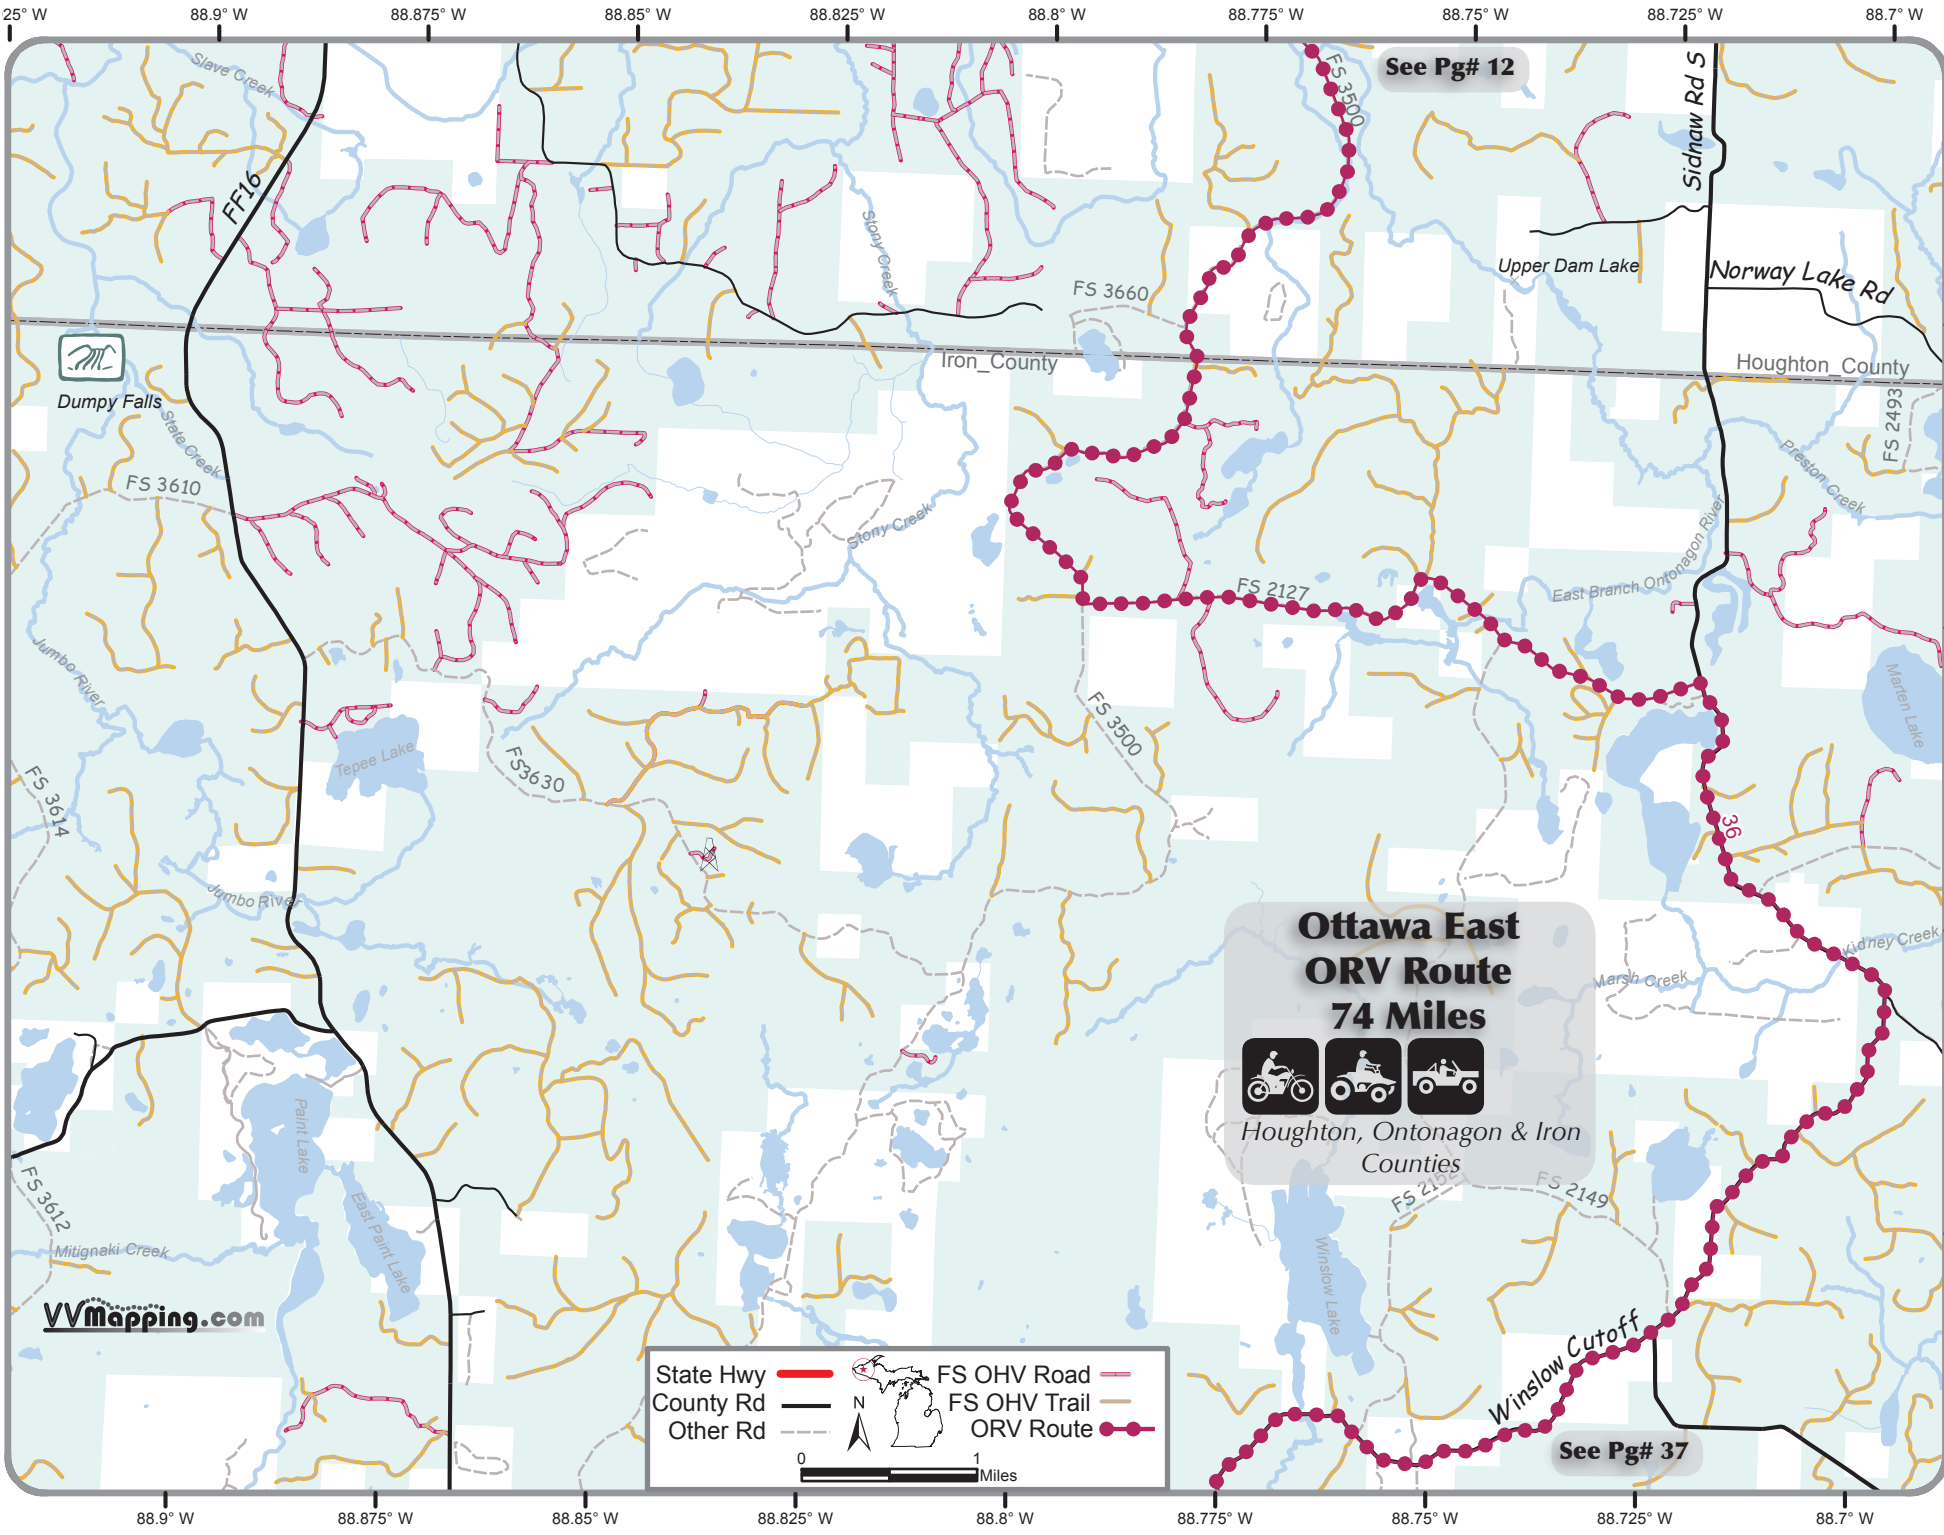 25° W
88.9° W
88.875° W
88.85° W
88.825° W
88.8° W
88.775° W
88.75° W
88.725° W
88.7° W
See Pg# 12
Slave Creek
FS 3500
Sidnaw Rd S
FF16
Stony Creek
Upper Dam Lake
Norway Lake Rd
FS 3660
Iron_County
Houghton_County
Dumpy Falls
State Creek
FS 2493
Preston Creek
FS 3610
Stony Creek
East Branch Ontonagon River
FS 2127
Jumbo River
Marten Lake
FS 3500
Tepee Lake
FS3630
FS 3614
36
Jumbo River
Kidney Creek
Marsh Creek
Ottawa East
ORV Route
74 Miles
Houghton, Ontonagon & Iron
Counties
Paint Lake
FS 3612
FS 2152
FS 2149
East Paint Lake
Mitignaki Creek
Winslow Lake
VVMapping.com
Winslow Cutoff
State Hwy
County Rd
Other Rd
N
FS OHV Road
FS OHV Trail
ORV Route
0
1
Miles
See Pg# 37
88.9° W
88.875° W
88.85° W
88.825° W
88.8° W
88.775° W
88.75° W
88.725° W
88.7° W